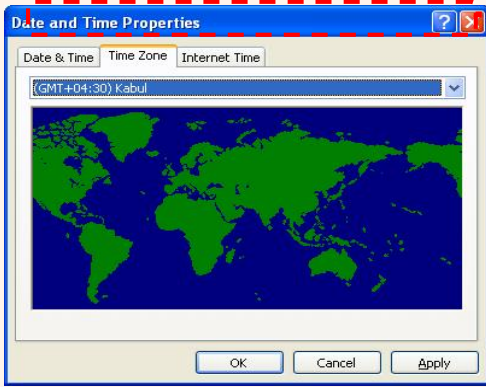 Date and Time Properties
Date & Time Time Zone Internet Time
(GMT+04:30) Kabul
OK Cancel Apply